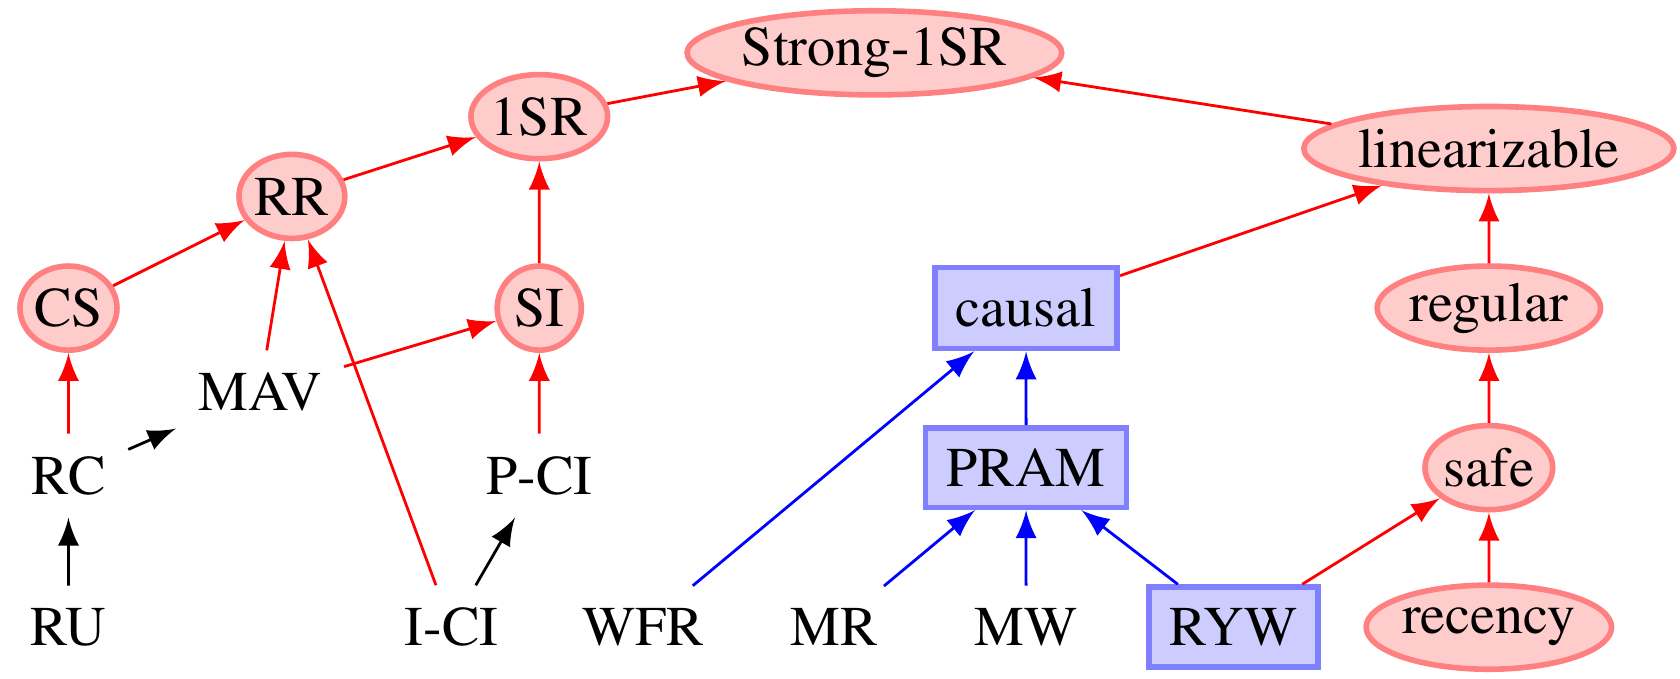 Strong-1SR
1SR
linearizable
RR
CS
SI
causal
regular
MAV
RC
P-CI
PRAM
safe
RU
I-CI
WFR
MR
MW
RYW
recency